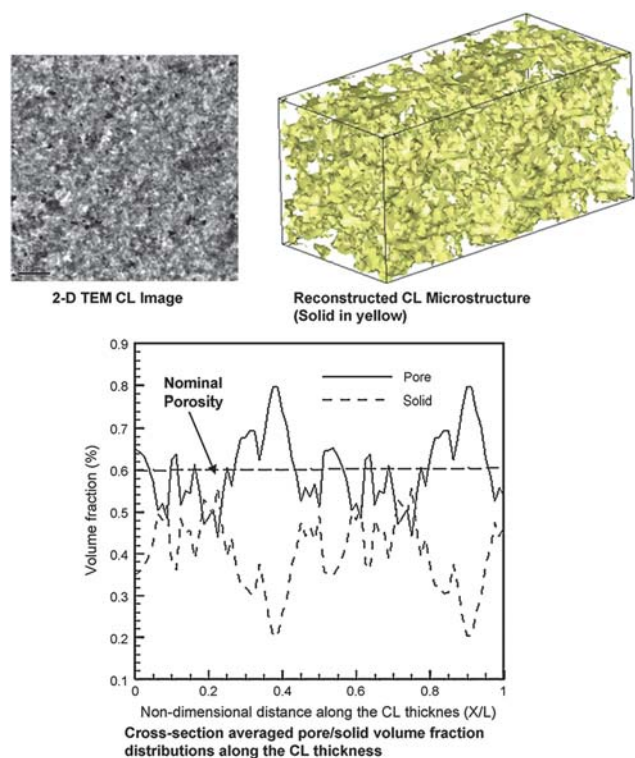 2-D TEM CL Image
Reconstructed CL Microstructure
(Solid in yellow)
0.9
0.8
0.7
0.6
0.5
0.4
0.3
0.2
0.1
Volume fraction (%)
Nominal
Porosity
Pore
Solid
0
0.2
0.4
0.6
0.8
1
Non-dimensional distance along the CL thicknes (X/L)
Cross-section averaged pore/solid volume fraction
distributions along the CL thickness